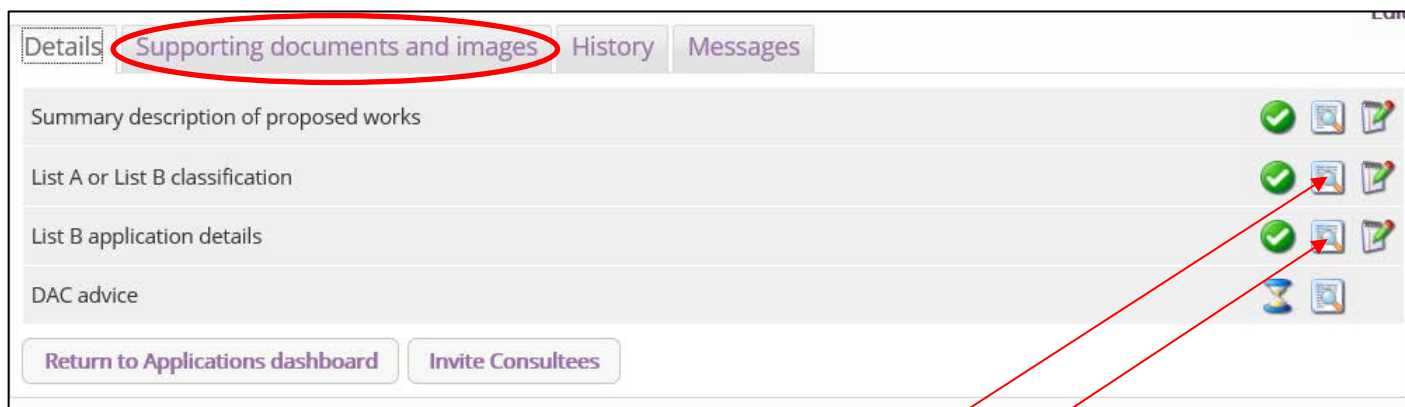 Details Supporting documents and images History Messages
Summary description of proposed works
List A or List B classification
List B application details
DAC advice
Return to Applications dashboard Invite Consultees